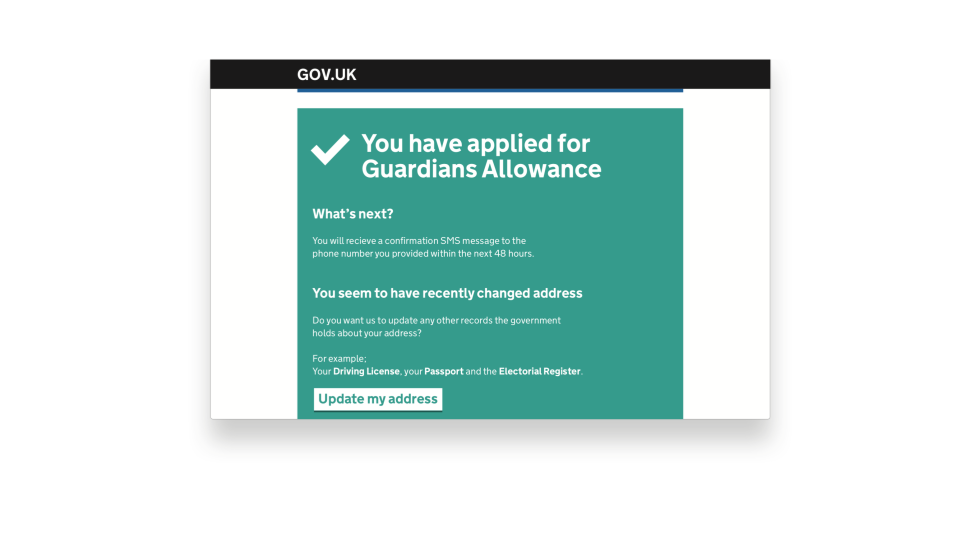 GOV.UK
You have applied for
Guardians Allowance
What's next?
You will recieve a confirmation SMS message to the
phone number you provided within the next 48 hours.
You seem to have recently changed address
Do you want us to update any other records the government
holds about your address?
For example;
Your Driving License, your Passport and the Electorial Register.
Update my address